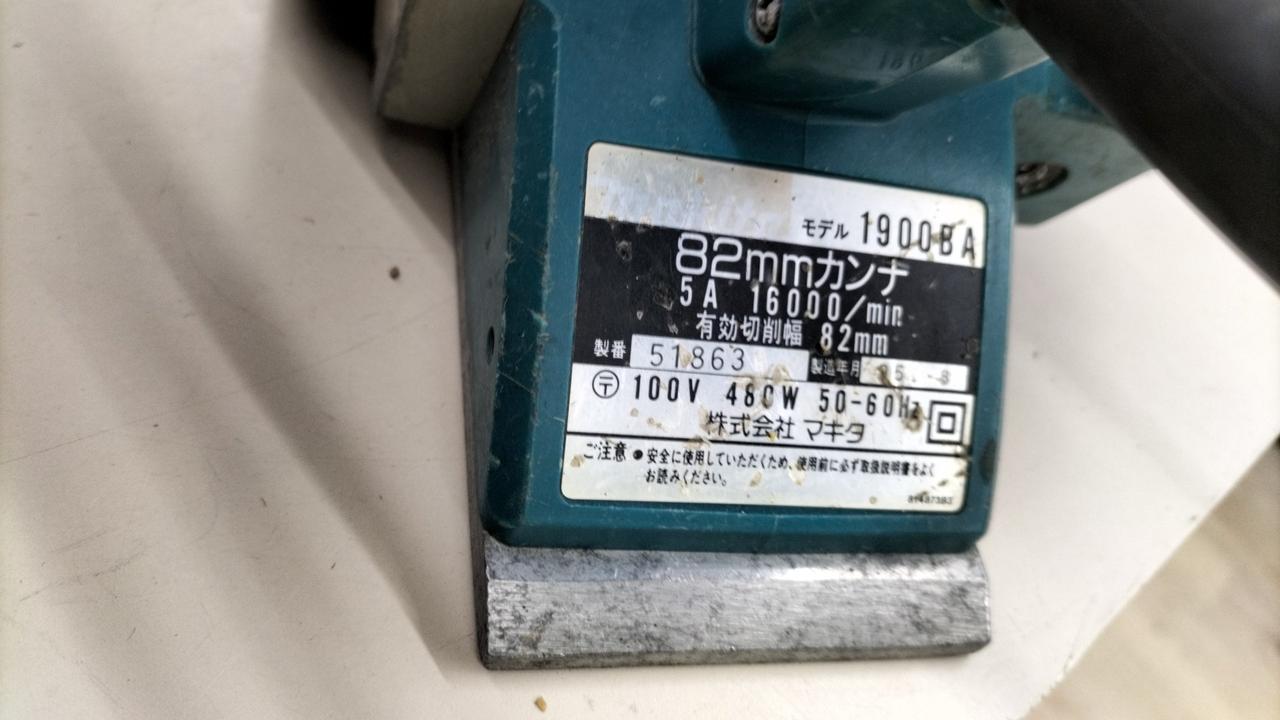 180
モデル 1900BA
82mmカンナ
5A 16000/min
有効切削幅 82mm
製番 51863 製造年月
100V 480W 50-60Hz
株式会社 マキタ
ご注意 ●安全に使用していただくため、使用前に必ず取扱説明書をよく
お読みください。